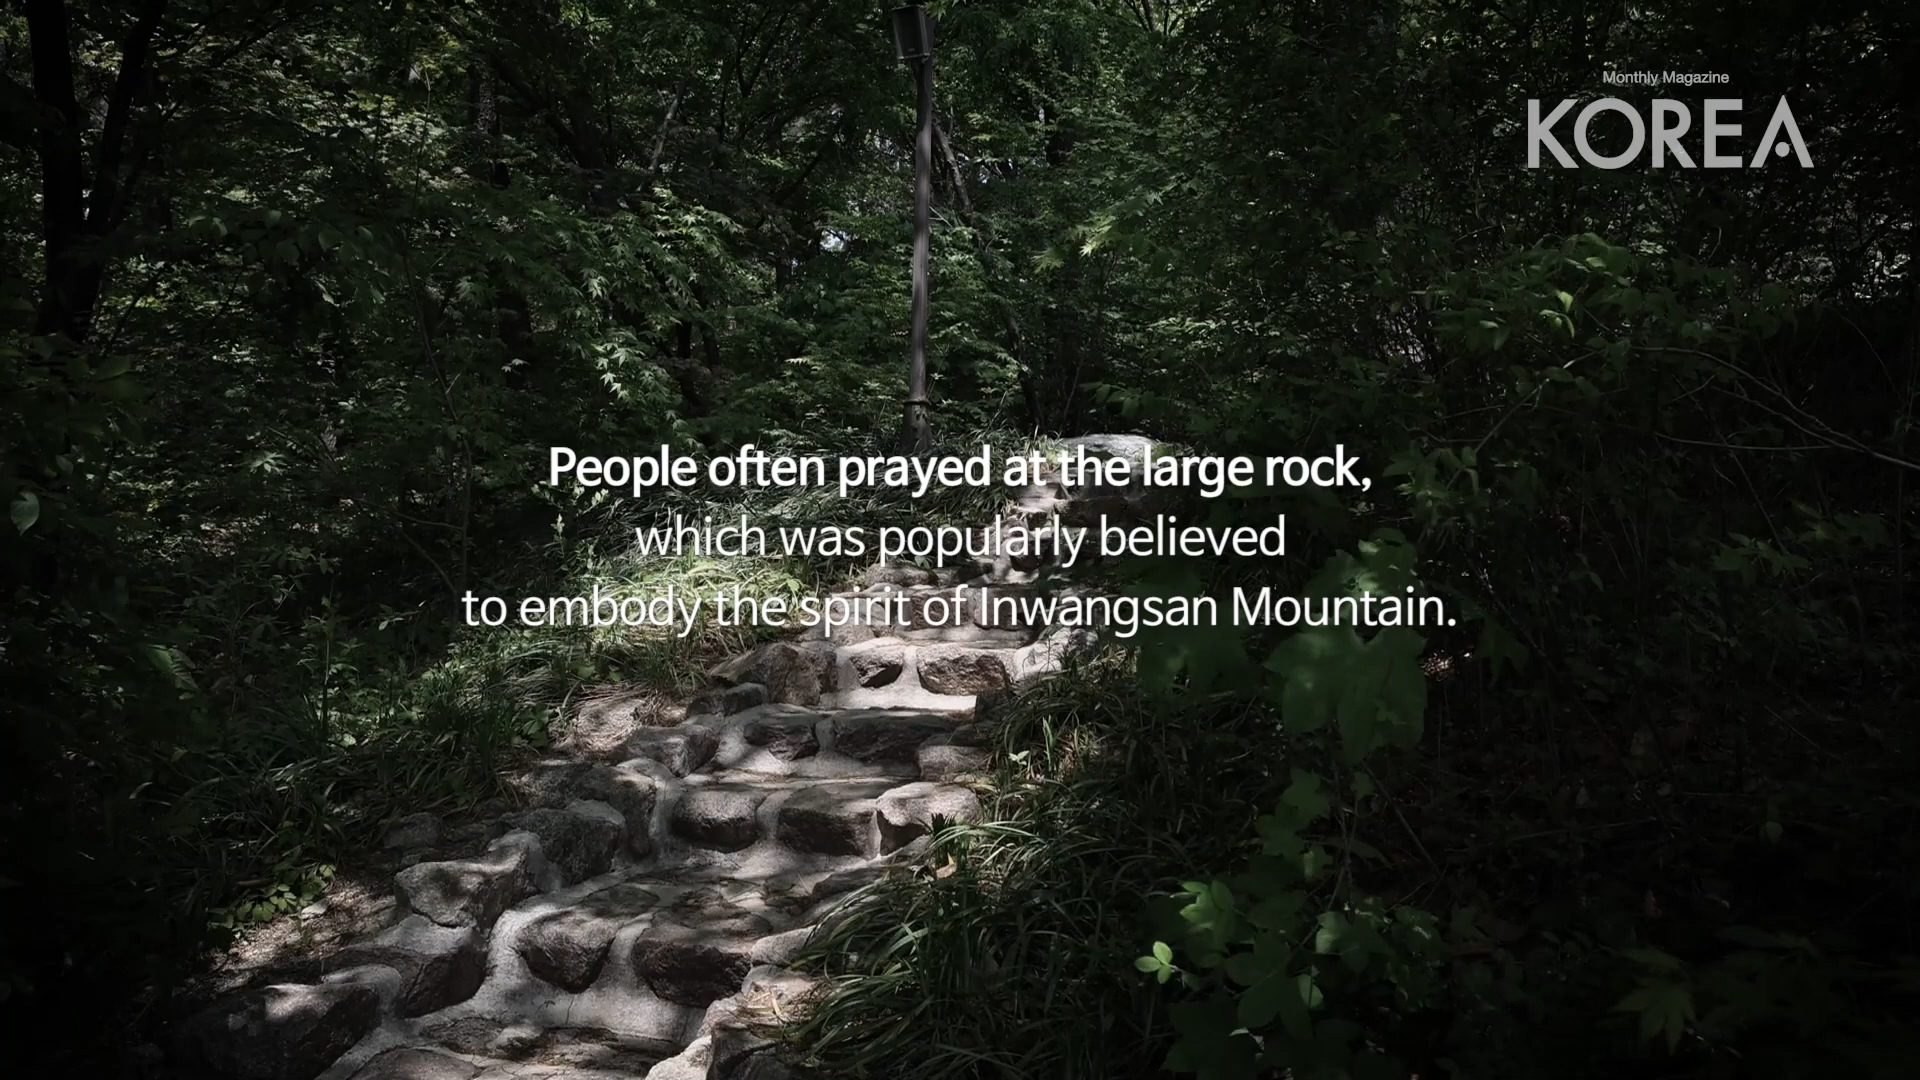 Monthly Magazine
KOREA
People often prayed at the large rock,
which was popularly believed
to embody the spirit of Inwangsan Mountain.